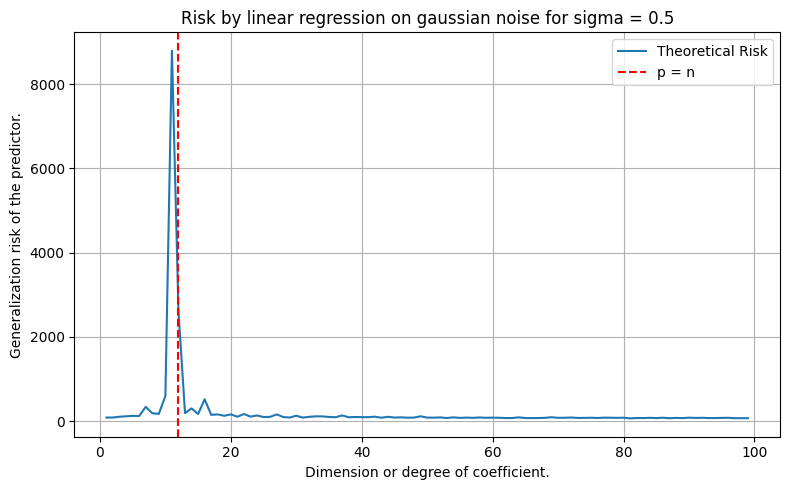 Risk by linear regression on gaussian noise for sigma = 0.5
Theoretical Risk
p = n
Generalization risk of the predictor.
8000
6000
4000
2000
0
0 20 40 60 80 100
Dimension or degree of coefficient.